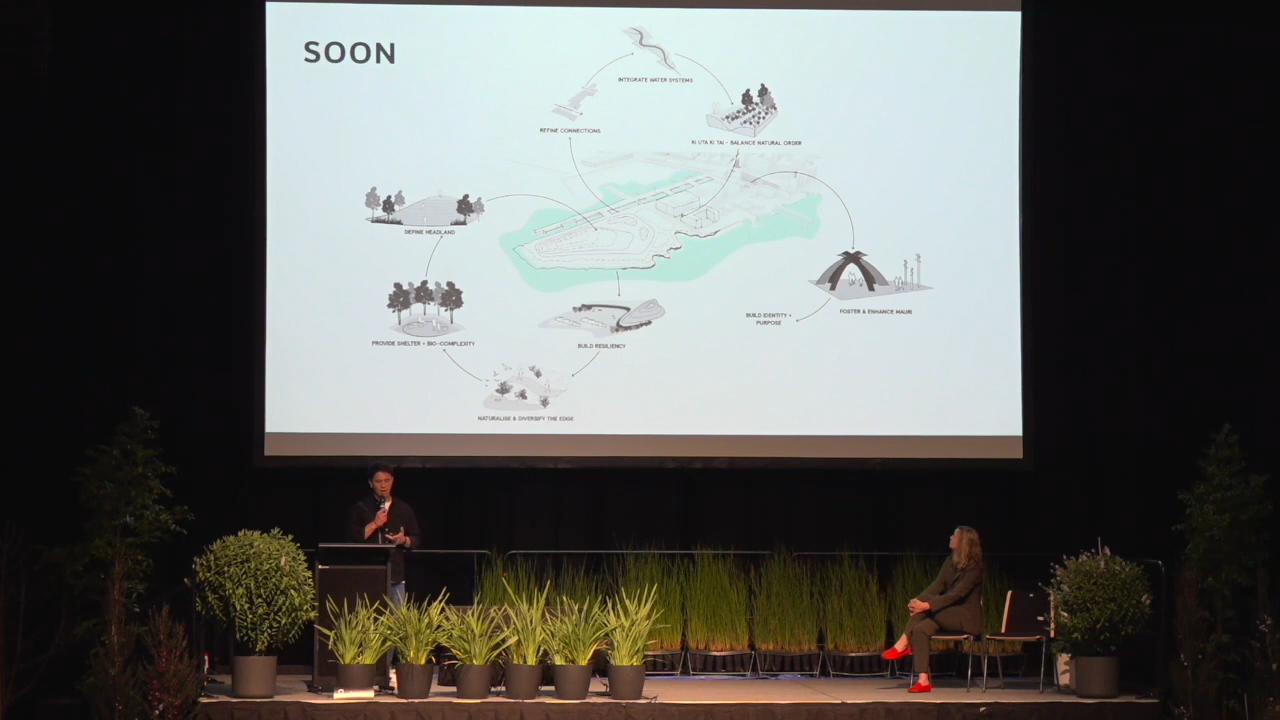 SOON
INTEGRATE WATER SYSTEMS
REFINE CONNECTIONS
KI UTA KI TAI - BALANCE NATURAL ORDER
DEFINE HEADLAND
BUILD IDENTITY +
PURPOSE
FOSTER & ENHANCE MAURI
PROVIDE SHELTER + BIO-COMPLEXITY
BUILD RESILIENCY
NATURALISE & DIVERSIFY THE EDGE